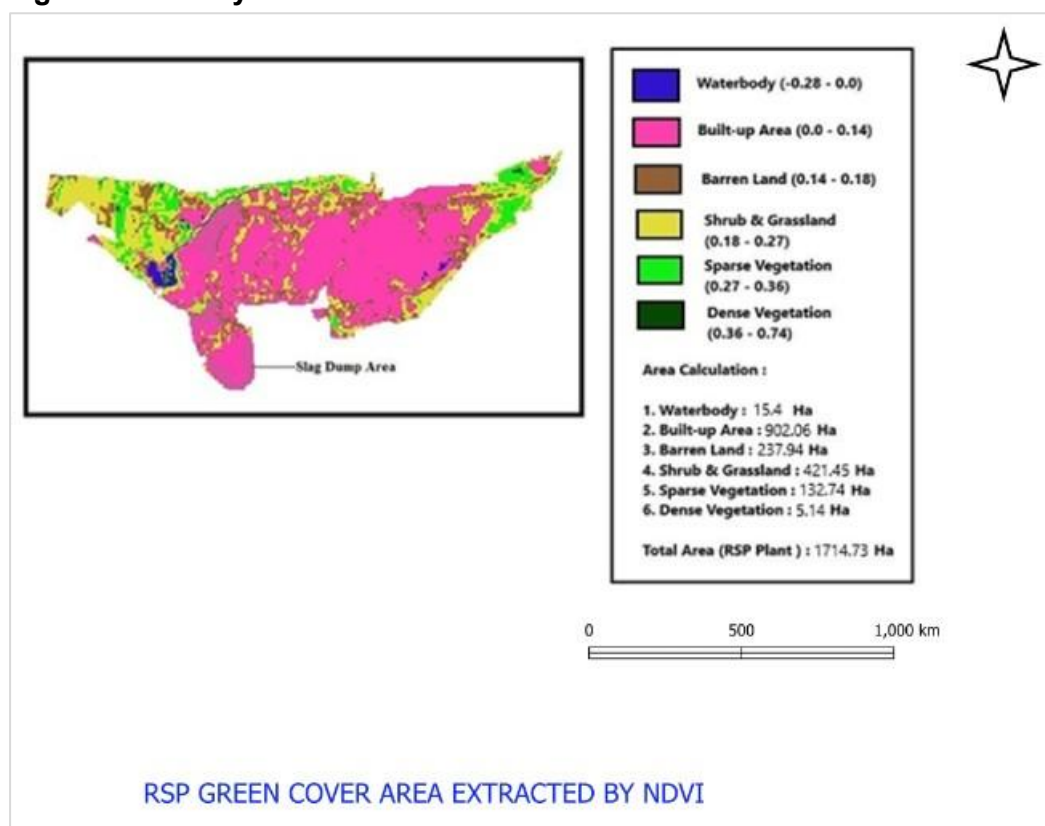 Slag Dump Area
Waterbody (-0.28 - 0.0)
Built-up Area (0.0 - 0.14)
Barren Land (0.14 - 0.18)
Shrub & Grassland
(0.18 - 0.27)
Sparse Vegetation
(0.27 - 0.36)
Dense Vegetation
(0.36 - 0.74)
Area Calculation :
1. Waterbody : 15.4 Ha
2. Built-up Area : 902.06 Ha
3. Barren Land : 237.94 Ha
4. Shrub & Grassland : 421.45 Ha
5. Sparse Vegetation : 132.74 Ha
6. Dense Vegetation : 5.14 Ha
Total Area (RSP Plant ) : 1714.73 Ha
0 500 1,000 km
RSP GREEN COVER AREA EXTRACTED BY NDVI